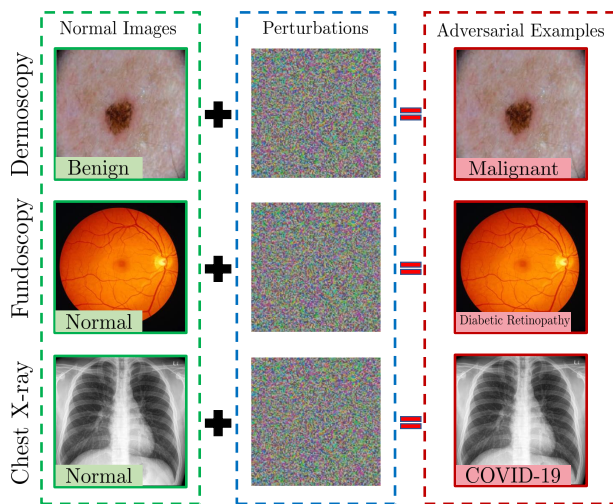 Normal Images
Perturbations
Adversarial Examples
Dermoscopy
Benign
Malignant
Fundoscopy
Normal
Diabetic Retinopathy
Chest X-ray
Normal
COVID-19